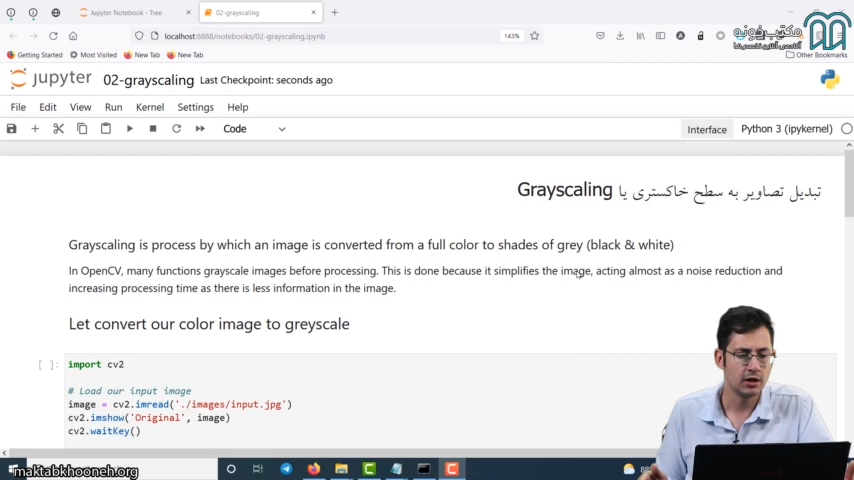 Jupyter Notebook - Tree
02-grayscaling
localhost:8888/notebooks/02-grayscaling.ipynb
143%
مکتب‌خونه
Getting Started
Most Visited
New Tab
New Tab
Other Bookmarks
jupyter
02-grayscaling
Last Checkpoint: seconds ago
File
Edit
View
Run
Kernel
Settings
Help
Code
Interface
Python 3 (ipykernel)
تبدیل تصاویر به سطح خاکستری یا Grayscaling
Grayscaling is process by which an image is converted from a full color to shades of grey (black & white)
In OpenCV, many functions grayscale images before processing. This is done because it simplifies the image, acting almost as a noise reduction and
increasing processing time as there is less information in the image.
Let convert our color image to greyscale
[ ]:
import cv2
# Load our input image
image = cv2.imread('./images/input.jpg')
cv2.imshow('Original', image)
cv2.waitKey()
maktabkhooneh.org